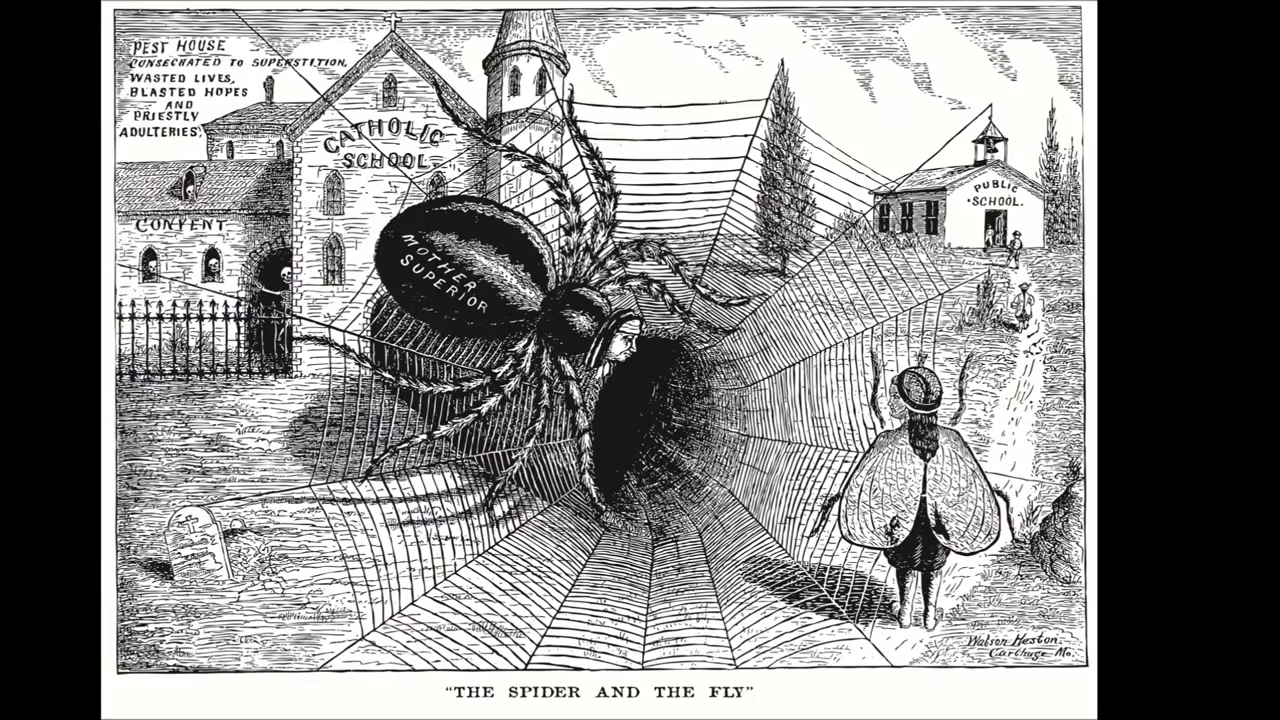 PEST HOUSE
CONSECRATED TO SUPERSTITION,
WASTED LIVES,
BLASTED HOPES
AND
PRIESTLY
ADULTERIES,
CATHOLIC
SCHOOL.
CONVENT
PUBLIC
SCHOOL.
MOTHER
SUPERIOR
Watson Heston.
Carthage Mo.
"THE SPIDER AND THE FLY"